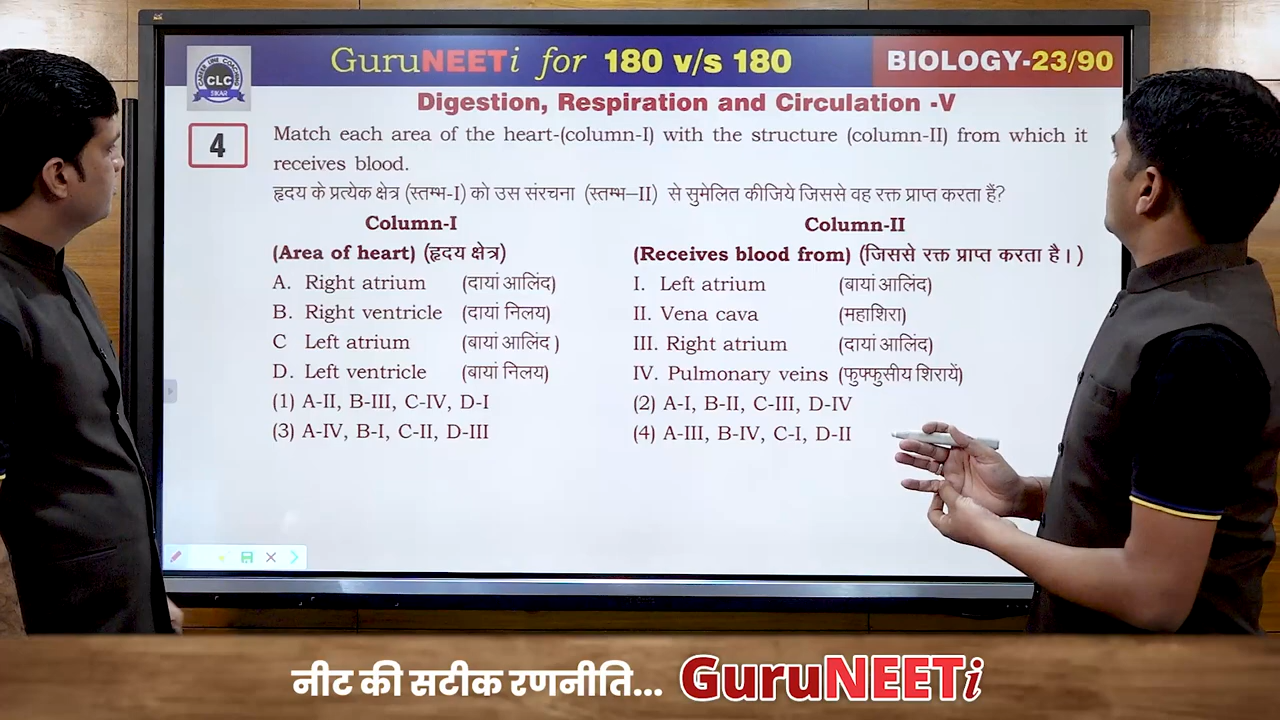 GuruNEETi for 180 v/s 180
BIOLOGY-23/90
CLC
SIKAR
Digestion, Respiration and Circulation -V
4
Match each area of the heart-(column-I) with the structure (column-II) from which it
receives blood.
हृदय के प्रत्येक क्षेत्र (स्तम्भ-I) को उस संरचना (स्तम्भ–II) से सुमेलित कीजिये जिससे वह रक्त प्राप्त करता हैं?
Column-I Column-II
(Area of heart) (हृदय क्षेत्र) (Receives blood from) (जिससे रक्त प्राप्त करता है।)
A. Right atrium (दायां आलिंद) I. Left atrium (बायां आलिंद)
B. Right ventricle (दायां निलय) II. Vena cava (महाशिरा)
C Left atrium (बायां आलिंद ) III. Right atrium (दायां आलिंद)
D. Left ventricle (बायां निलय) IV. Pulmonary veins (फुफ्फुसीय शिरायें)
(1) A-II, B-III, C-IV, D-I (2) A-I, B-II, C-III, D-IV
(3) A-IV, B-I, C-II, D-III (4) A-III, B-IV, C-I, D-II
नीट की सटीक रणनीति... GuruNEETi